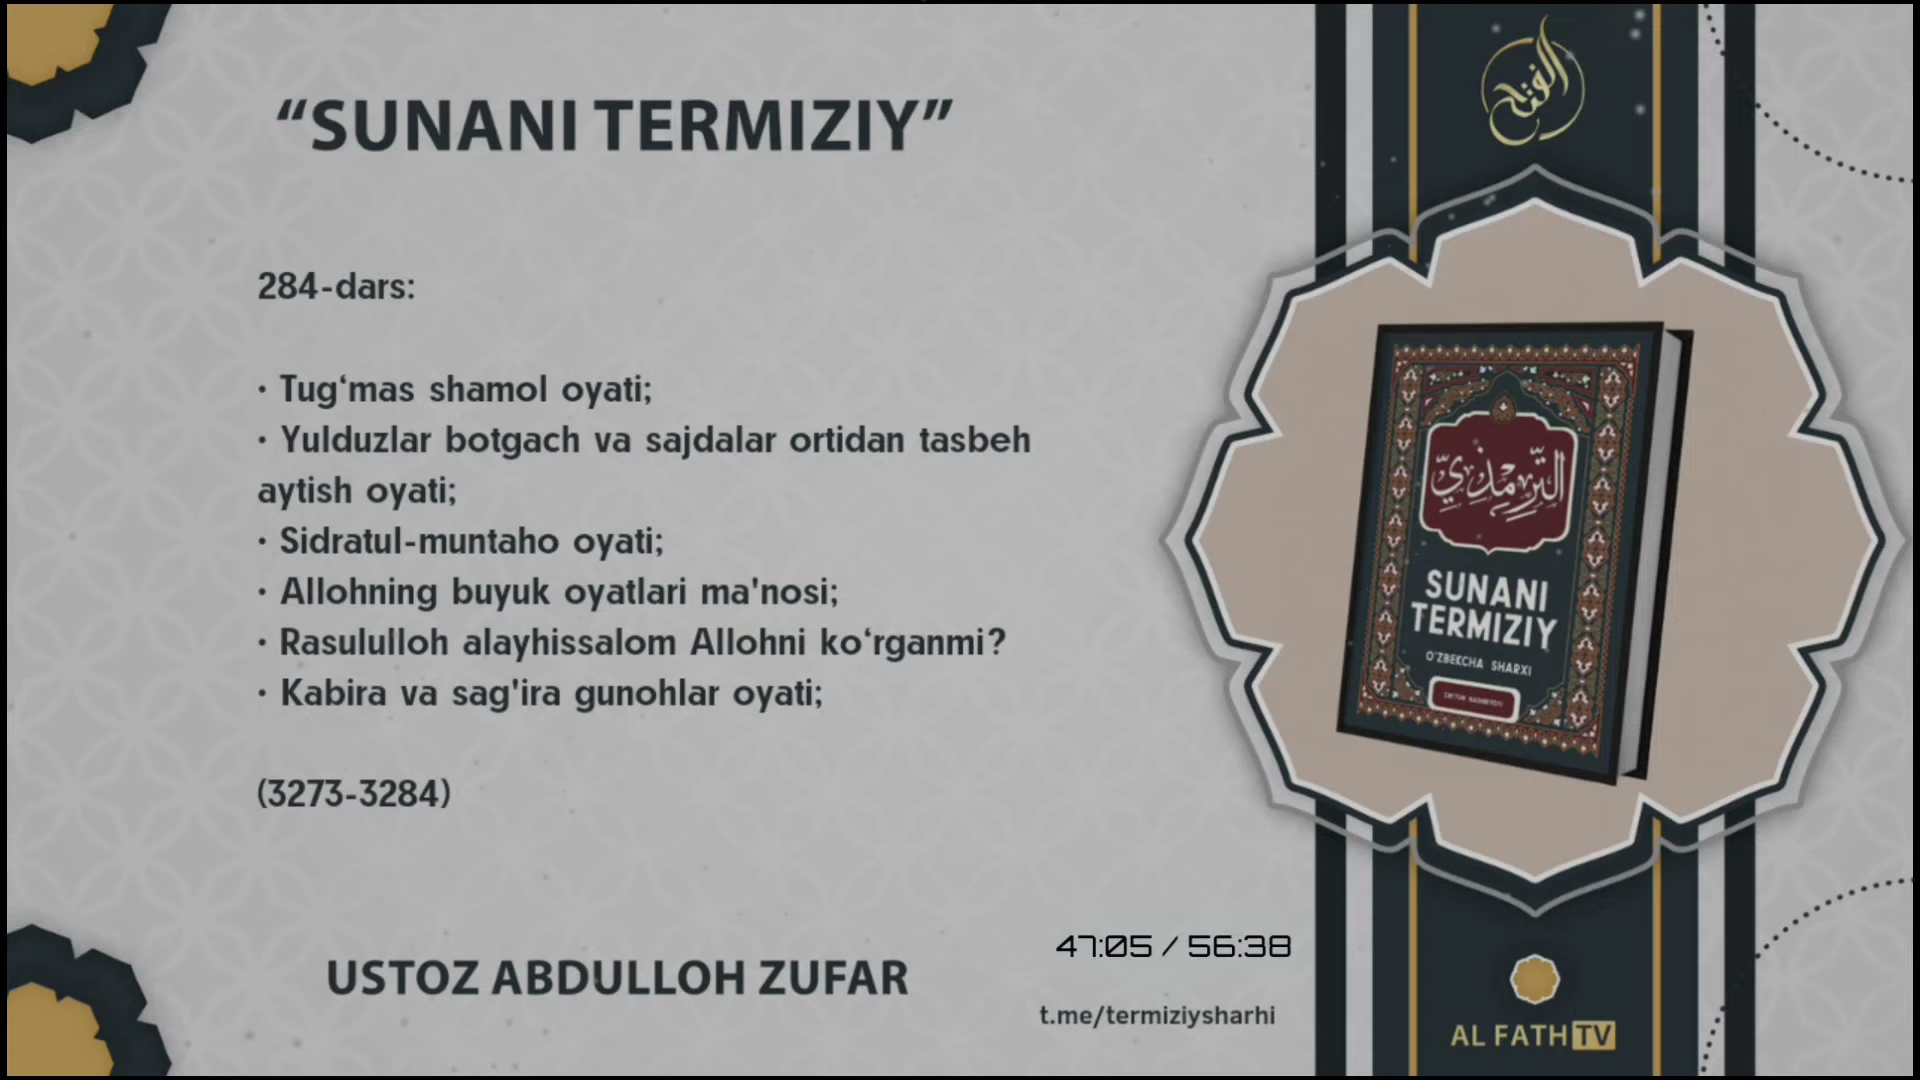 “SUNANI TERMIZIY”
284-dars:
· Tug‘mas shamol oyati;
· Yulduzlar botgach va sajdalar ortidan tasbeh
aytish oyati;
· Sidratul-muntaho oyati;
· Allohning buyuk oyatlari ma'nosi;
· Rasululloh alayhissalom Allohni ko‘rganmi?
· Kabira va sag'ira gunohlar oyati;
(3273-3284)
USTOZ ABDULLOH ZUFAR
47:05 / 56:38
t.me/termiziysharhi
الفتح
التِّرْمِذِيّ
SUNANI
TERMIZIY
O'ZBEKCHA SHARXI
AL FATH TV